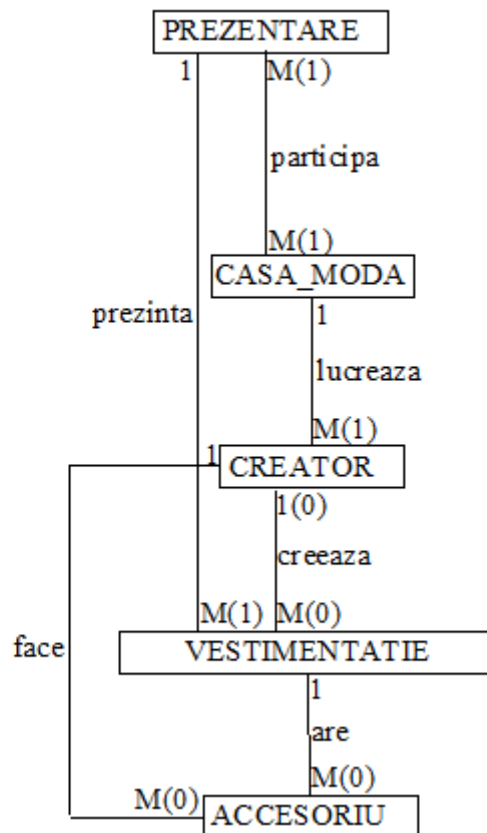 PREZENTARE
1 M(1)
participa
M(1)
CASA_MODA
prezinta
1
lucreaza
M(1)
1
CREATOR
1(0)
creeaza
M(1) M(0)
face
VESTIMENTATIE
1
are
M(0)
M(0)
ACCESORIU